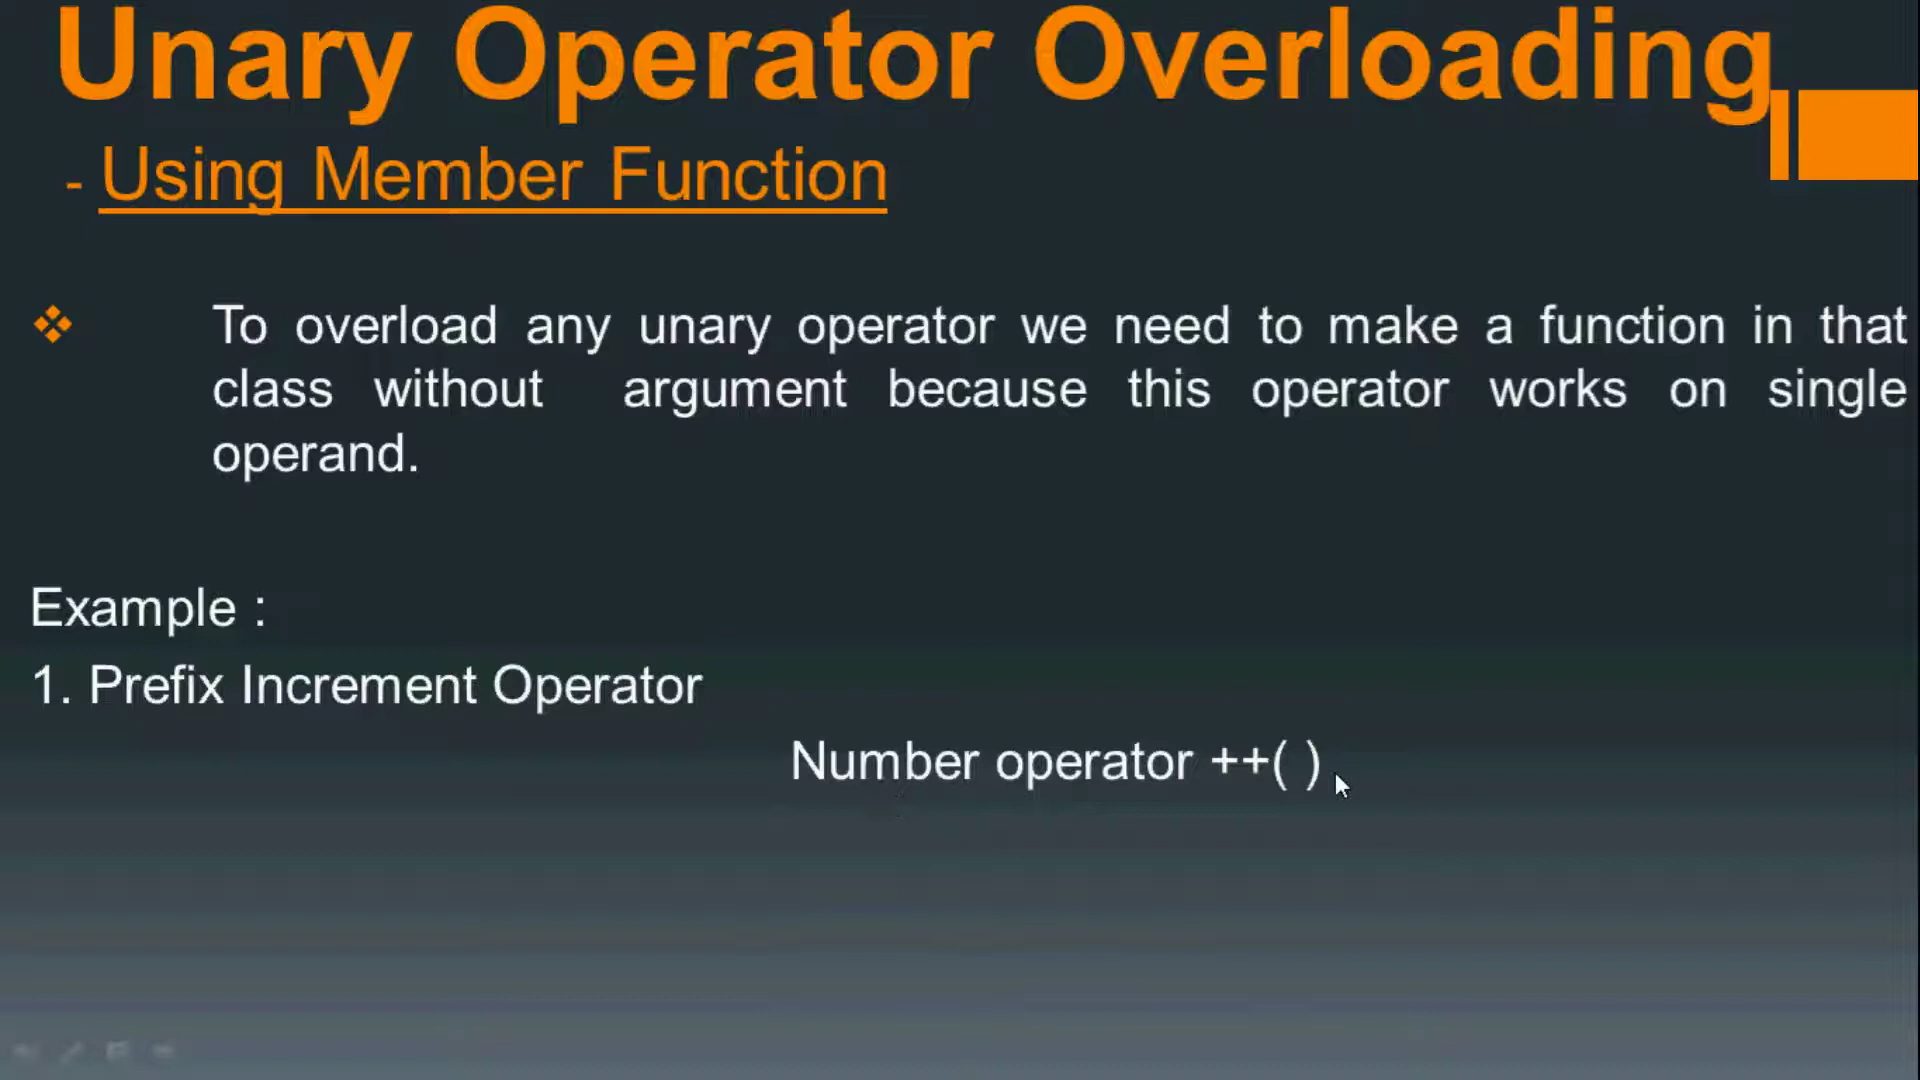 Unary Operator Overloading
- Using Member Function
❖ To overload any unary operator we need to make a function in that
class without argument because this operator works on single
operand.
Example :
1. Prefix Increment Operator
Number operator ++( )